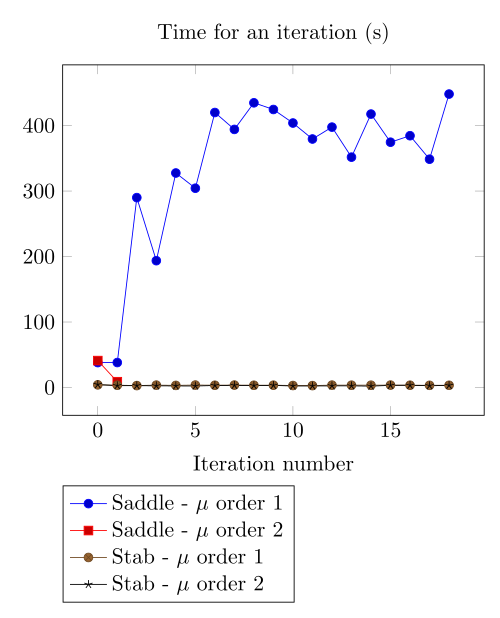 Time for an iteration (s)
400
300
200
100
0
0 5 10 15
Iteration number
Saddle - μ order 1
Saddle - μ order 2
Stab - μ order 1
Stab - μ order 2